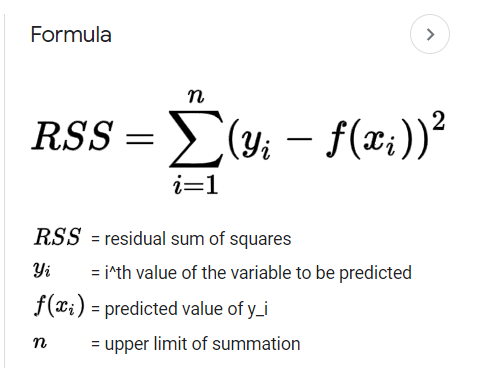 Formula
RSS = ∑_{i=1}^{n} (y_i − f(x_i))^2
RSS = residual sum of squares
y_i = i^th value of the variable to be predicted
f(x_i) = predicted value of y_i
n = upper limit of summation